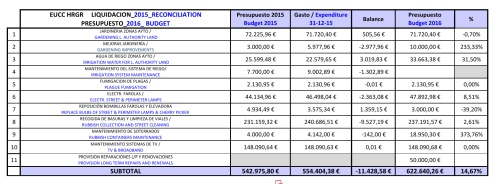 EUCC HRGR LIQUIDACION_2015_RECONCILIATION
PRESUPUESTO_2016_BUDGET
Presupuesto 2015
Budget 2015
Gasto / Expenditure
31-12-15
Balance
Presupuesto
Budget 2016
%
1
JARDINERIA ZONAS AYTO /
GARDENING L. AUTHORITY LAND
72.225,96 € 71.720,40 € 505,56 € 71.720,40 € -0,70%
2
MEJORAS JARDINERÍA /
GARDENING IMPROVEMENTS
3.000,00 € 5.977,96 € -2.977,96 € 10.000,00 € 233,33%
3
AGUA DE RIEGO ZONAS AYTO /
IRRIGATION WATER FOR L. AUTHORITY LAND
25.599,48 € 22.579,65 € 3.019,83 € 33.663,38 € 31,50%
4
MANTENIMIENTO DEL SISTEMA DE RIEGO/
IRRIGATION SYSTEM MAINTENANCE
7.700,00 € 9.002,89 € -1.302,89 €
5
FUMIGACION DE PLAGAS /
PLAGUE FUMIGATION
2.130,95 € 2.130,96 € -0,01 € 2.130,95 € 0,00%
6
ELECTR. FAROLAS /
ELECTR. STREET & PERIMETER LAMPS
44.134,96 € 46.498,04 € -2.363,08 € 47.892,98 € 8,51%
7
REPOSICIÓN BOMBILLAS FAROLAS Y ELEVADORA
REPLACE BULBS OF STREET & PERIMETER LAMPS & CHERRY PICKER
4.934,49 € 3.575,34 € 1.359,15 € 3.000,00 € -39,20%
8
RECOGIDA DE BASURAS Y LIMPIEZA DE VIALES /
RUBBISH COLLECTION AND STREET CLEANING
231.159,32 € 240.686,51 € -9.527,19 € 237.191,57 € 2,61%
9
MANTENIMIENTO DE SOTERRADOS
RUBBISH CONTAINERS MAINTENANCE
4.000,00 € 4.142,00 € -142,00 € 18.950,30 € 373,76%
10
MANTENIMIENTO SISTEMAS DE TV /
TV & BROADBAND
148.090,64 € 148.090,63 € 0,01 € 148.090,68 € 0,00%
11
PROVISIÓN REPARACIONES L/P Y RENOVACIONES
PROVISION LONG TERM REPAIRS AND RENEWALS
50.000,00 €
SUBTOTAL 542.975,80 € 554.404,38 € -11.428,58 € 622.640,26 € 14,67%